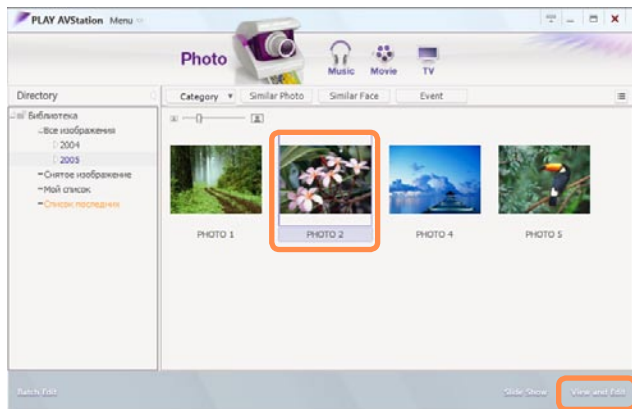 PLAY AVStation Menu
Photo
Music Movie TV
Directory
Category Similar Photo Similar Face Event
Библиотека
Все изображения
2004
2005
Снятое изображение
Мой список
Список последних
PHOTO 1 PHOTO 2 PHOTO 4 PHOTO 5
Batch Edit Slide Show View and Edit